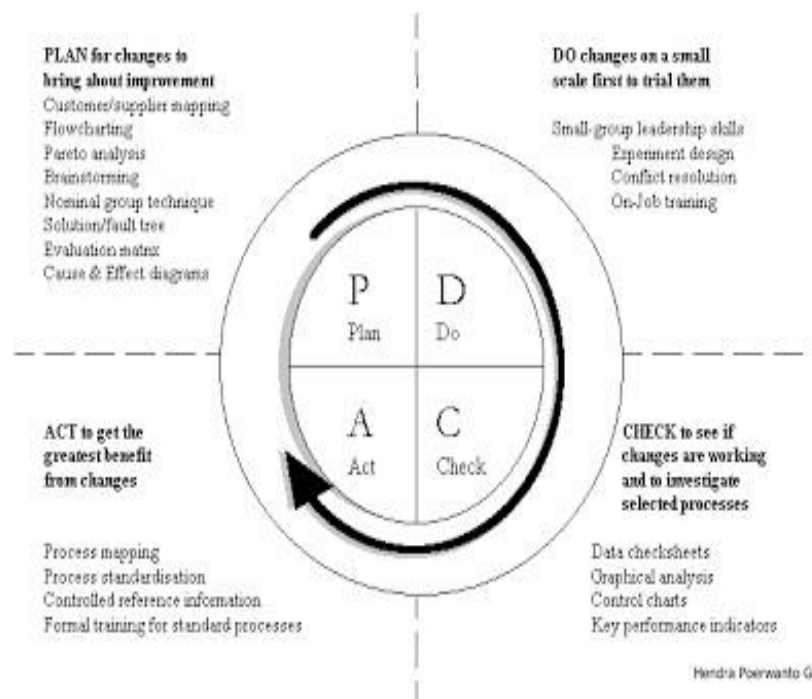 PLAN for changes to
bring about improvement
Customer/supplier mapping
Flowcharting
Pareto analysis
Brainstorming
Nominal group technique
Solution/fault tree
Evaluation matrix
Cause & Effect diagrams
DO changes on a small
scale first to trial them
Small-group leadership skills
Experiment design
Conflict resolution
On-Job training
P
Plan
D
Do
A
Act
C
Check
ACT to get the
greatest benefit
from changes
Process mapping
Process standardisation
Controlled reference information
Formal training for standard processes
CHECK to see if
changes are working
and to investigate
selected processes
Data checksheets
Graphical analysis
Control charts
Key performance indicators
Hendra Poerwanto G